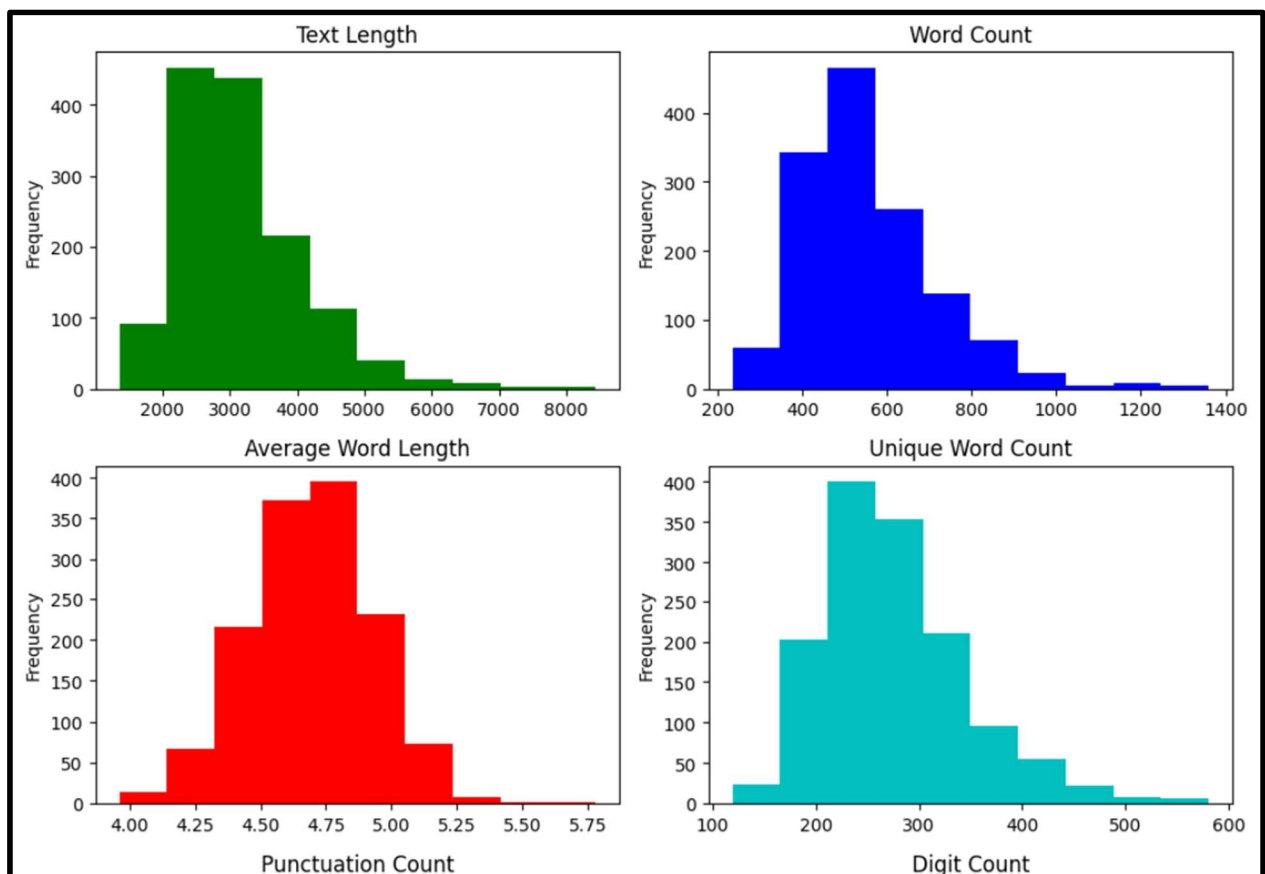 Text Length
Word Count
Frequency
400
300
200
100
0
2000 3000 4000 5000 6000 7000 8000
Frequency
400
300
200
100
0
200 400 600 800 1000 1200 1400
Average Word Length
Unique Word Count
Frequency
400
350
300
250
200
150
100
50
0
4.00 4.25 4.50 4.75 5.00 5.25 5.50 5.75
Frequency
400
350
300
250
200
150
100
50
0
100 200 300 400 500 600
Punctuation Count
Digit Count